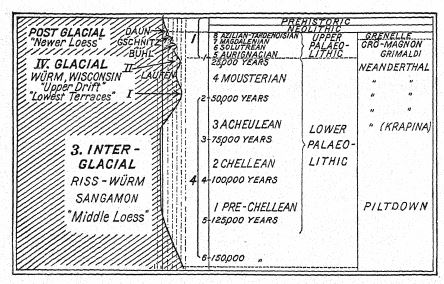 PREHISTORIC
NEOLITHIC
POST GLACIAL
"Newer Loess"
DAUN
GSCHNITZ
BÜHL
1
8 AZILIAN-TARDENOISIAN
7 MAGDALENIAN
6 SOLUTREAN
5 AURIGNACIAN
UPPER
PALAEO-
LITHIC
GRENELLE
CRO-MAGNON
GRIMALDI
1 25,000 YEARS
IV. GLACIAL
WÜRM, WISCONSIN
"Upper Drift"
"Lowest Terraces"
II
LAUFEN
I
4 MOUSTERIAN
NEANDERTHAL
" "
" "
" "
2 50,000 YEARS
3 ACHEULEAN
" (KRAPINA)
3 75,000 YEARS
LOWER
PALAEO-
LITHIC
3. INTER-
GLACIAL
RISS-WÜRM
SANGAMON
"Middle Loess"
2 CHELLEAN
4
4 100,000 YEARS
1 PRE-CHELLEAN
PILTDOWN
5 125,000 YEARS
6 150,000 "